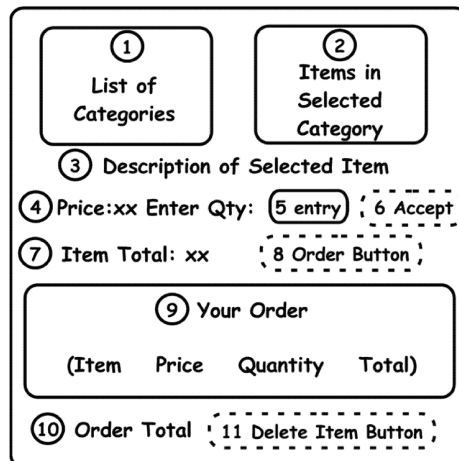 1 2
List of Categories
Items in Selected Category
3 Description of Selected Item
4 Price:xx Enter Qty: 5 entry 6 Accept
7 Item Total: xx 8 Order Button
9 Your Order
(Item Price Quantity Total)
10 Order Total 11 Delete Item Button